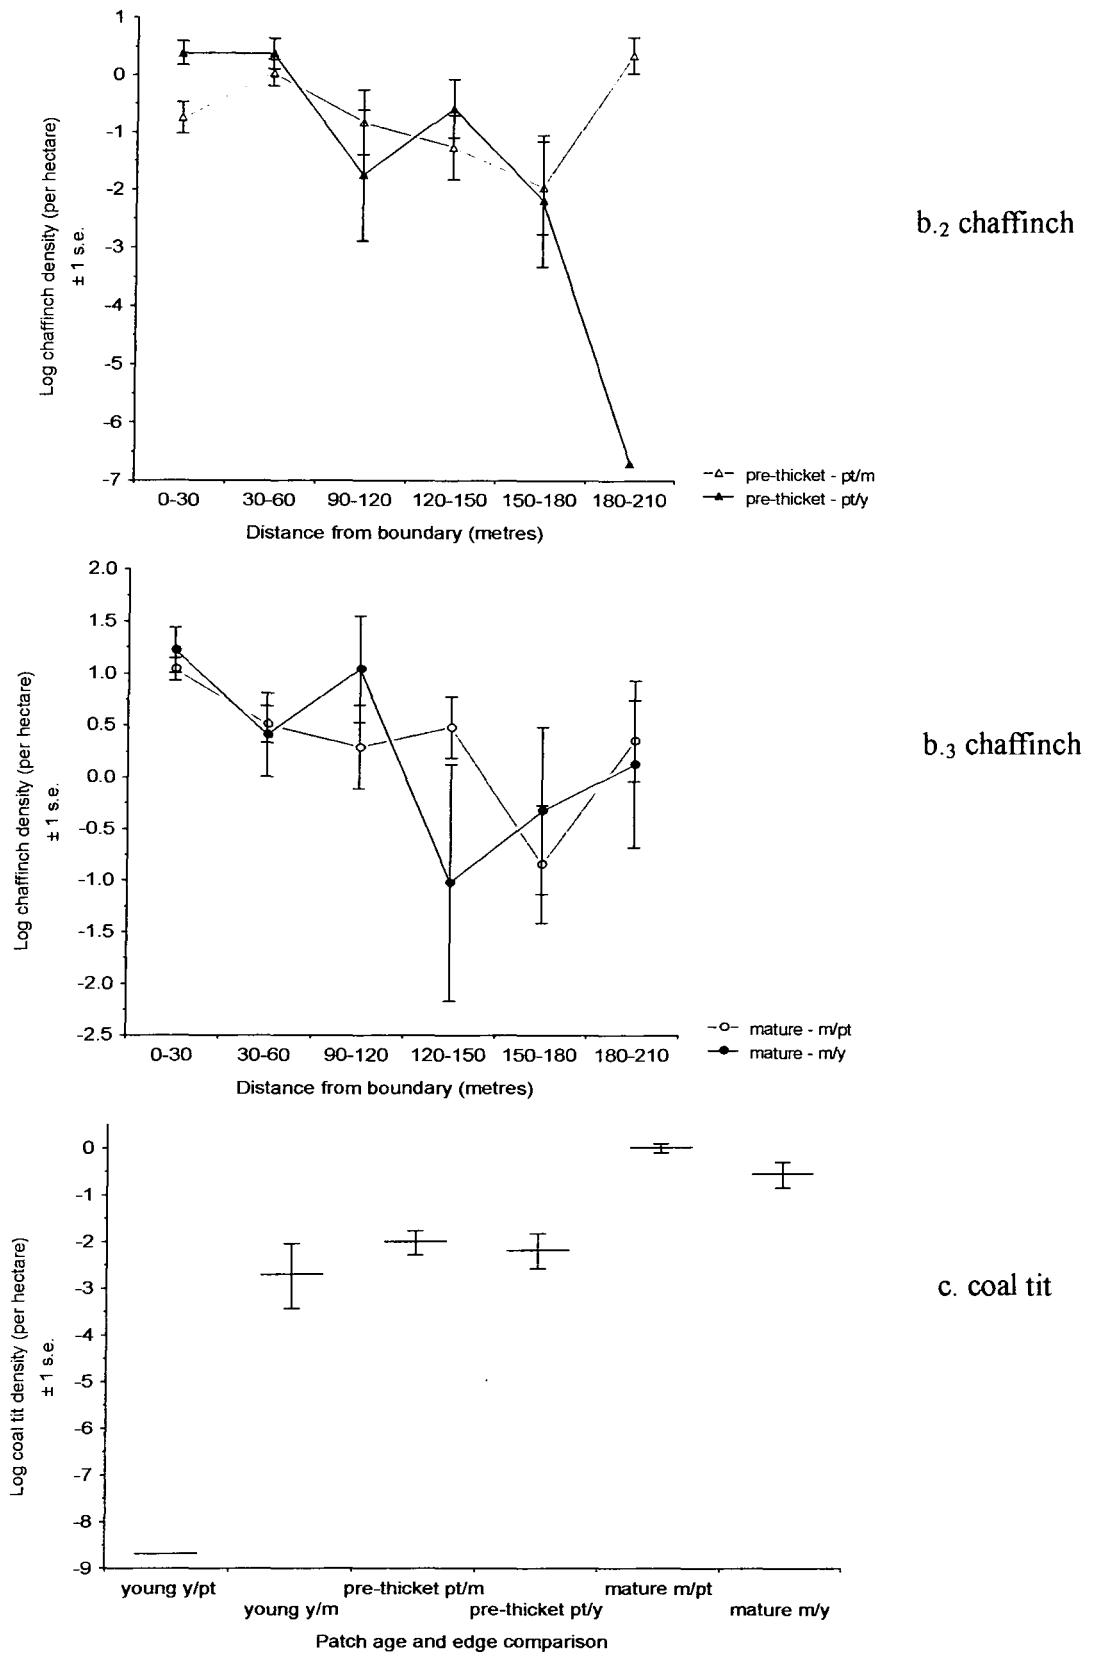 1
0
-1
-2
-3
-4
-5
-6
-7
Log chaffinch density (per hectare)
± 1 s.e.
0-30 30-60 90-120 120-150 150-180 180-210
Distance from boundary (metres)
pre-thicket - pt/m
pre-thicket - pt/y
b.2 chaffinch
2.0
1.5
1.0
0.5
0.0
-0.5
-1.0
-1.5
-2.0
-2.5
Log chaffinch density (per hectare)
± 1 s.e.
0-30 30-60 90-120 120-150 150-180 180-210
Distance from boundary (metres)
mature - m/pt
mature - m/y
b.3 chaffinch
0
-1
-2
-3
-4
-5
-6
-7
-8
-9
Log coal tit density (per hectare)
± 1 s.e.
young y/pt pre-thicket pt/m mature m/pt
young y/m pre-thicket pt/y mature m/y
Patch age and edge comparison
c. coal tit